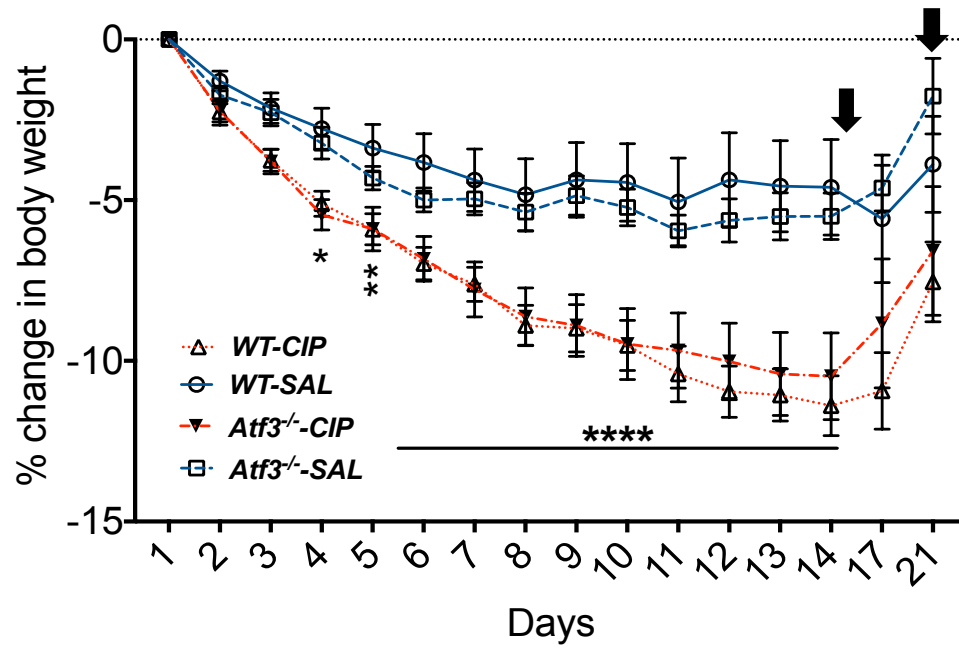 % change in body weight
0
-5
-10
-15
*
**
WT-CIP
WT-SAL
Atf3-/--CIP
Atf3-/--SAL
****
1 2 3 4 5 6 7 8 9 10 11 12 13 14 17 21
Days